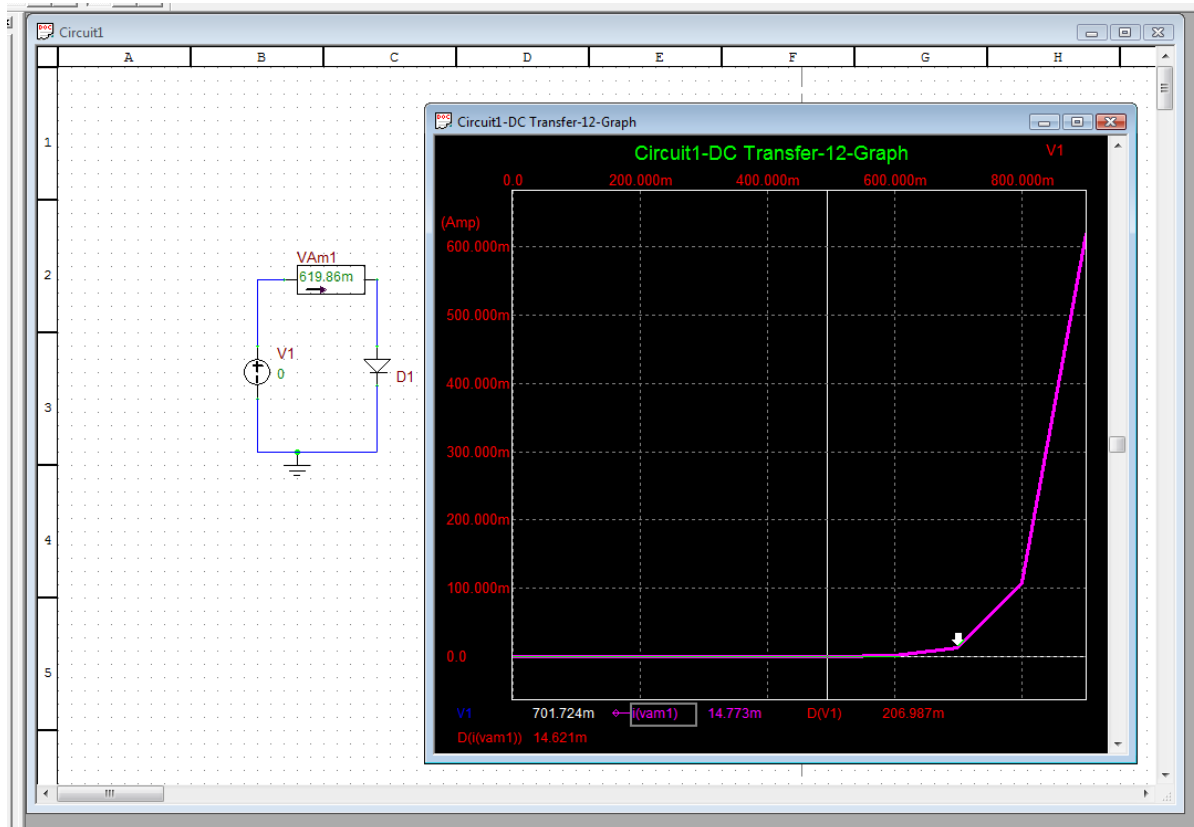 Circuit1
A B C D E F G H
1
2
3
4
5
VAm1
619.86m
V1
0
D1
Circuit1-DC Transfer-12-Graph
Circuit1-DC Transfer-12-Graph
V1
0.0 200.000m 400.000m 600.000m 800.000m
(Amp)
600.000m
500.000m
400.000m
300.000m
200.000m
100.000m
0.0
V1 701.724m i(vam1) 14.773m D(V1) 206.987m
D(i(vam1)) 14.621m